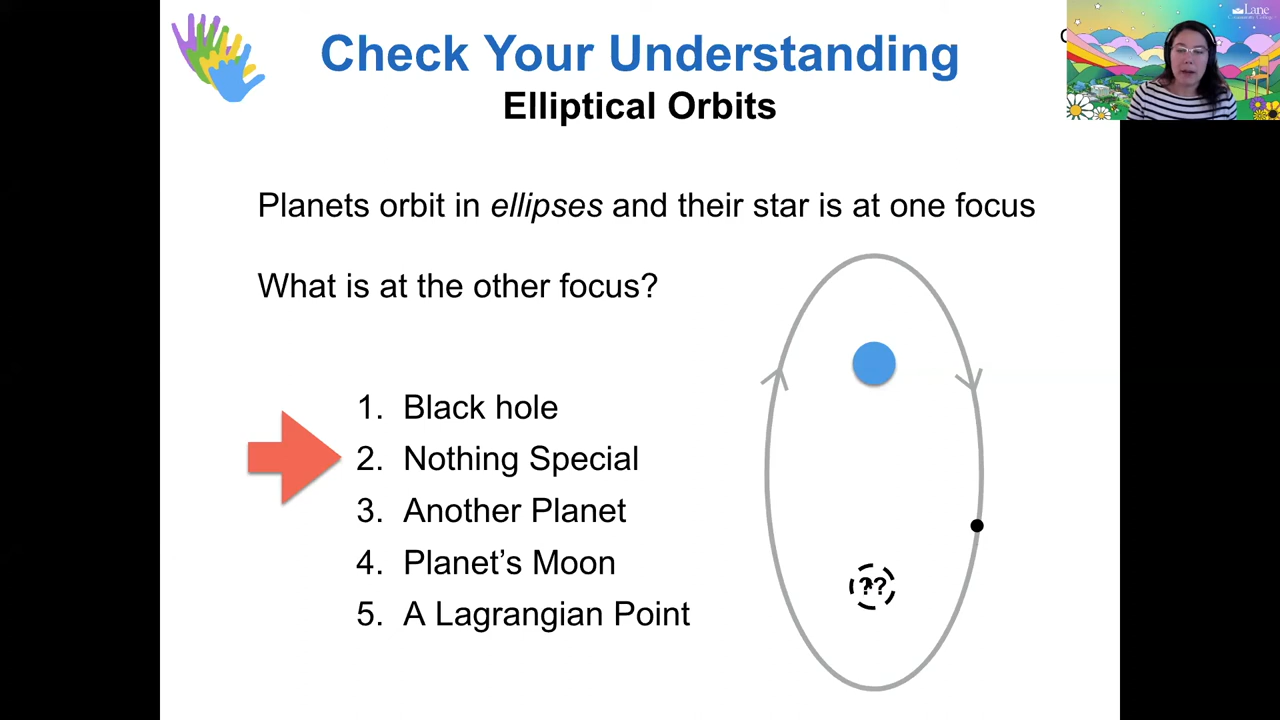 Check Your Understanding
Elliptical Orbits
Lane
Community College
Planets orbit in ellipses and their star is at one focus
What is at the other focus?
1. Black hole
2. Nothing Special
3. Another Planet
4. Planet’s Moon
5. A Lagrangian Point
??